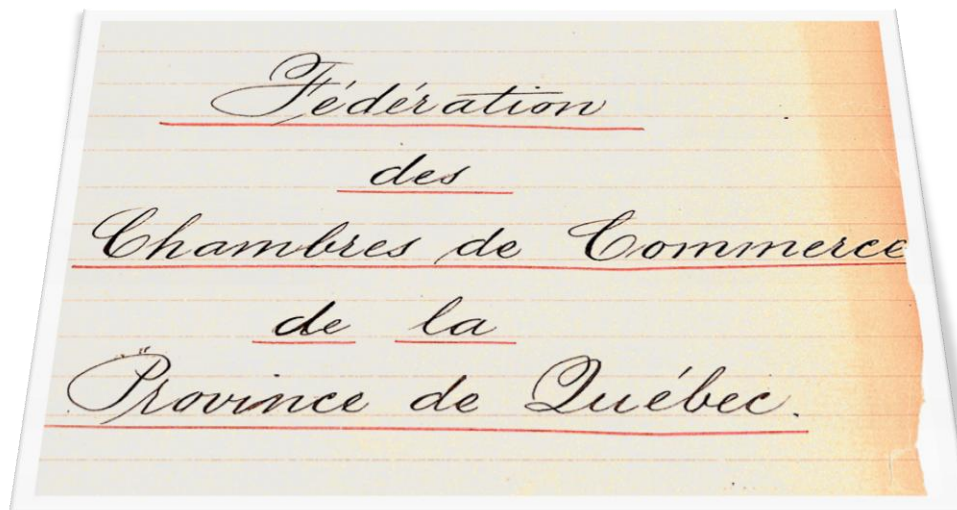 Fédération
des
Chambres de Commerce
de la
Province de Québec.